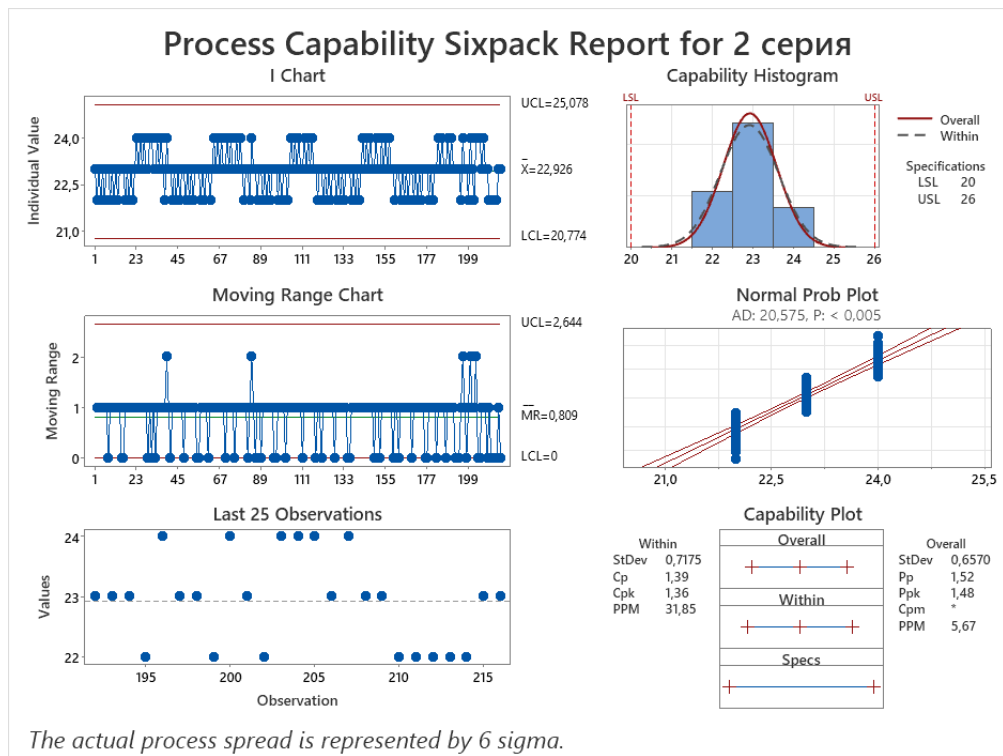 Process Capability Sixpack Report for 2 серия
I Chart
Individual Value
24,0
22,5
21,0
UCL=25,078
X̄=22,926
LCL=20,774
1 23 45 67 89 111 133 155 177 199
Capability Histogram
LSL USL
20 21 22 23 24 25 26
Overall
Within
Specifications
LSL 20
USL 26
Moving Range Chart
Moving Range
2
1
0
UCL=2,644
M̅R̅=0,809
LCL=0
1 23 45 67 89 111 133 155 177 199
Normal Prob Plot
AD: 20,575, P: < 0,005
21,0 22,5 24,0 25,5
Last 25 Observations
Values
24
23
22
195 200 205 210 215
Observation
Capability Plot
Within
StDev 0,7175
Cp 1,39
Cpk 1,36
PPM 31,85
Overall
Within
Specs
Overall
StDev 0,6570
Pp 1,52
Ppk 1,48
Cpm *
PPM 5,67
The actual process spread is represented by 6 sigma.